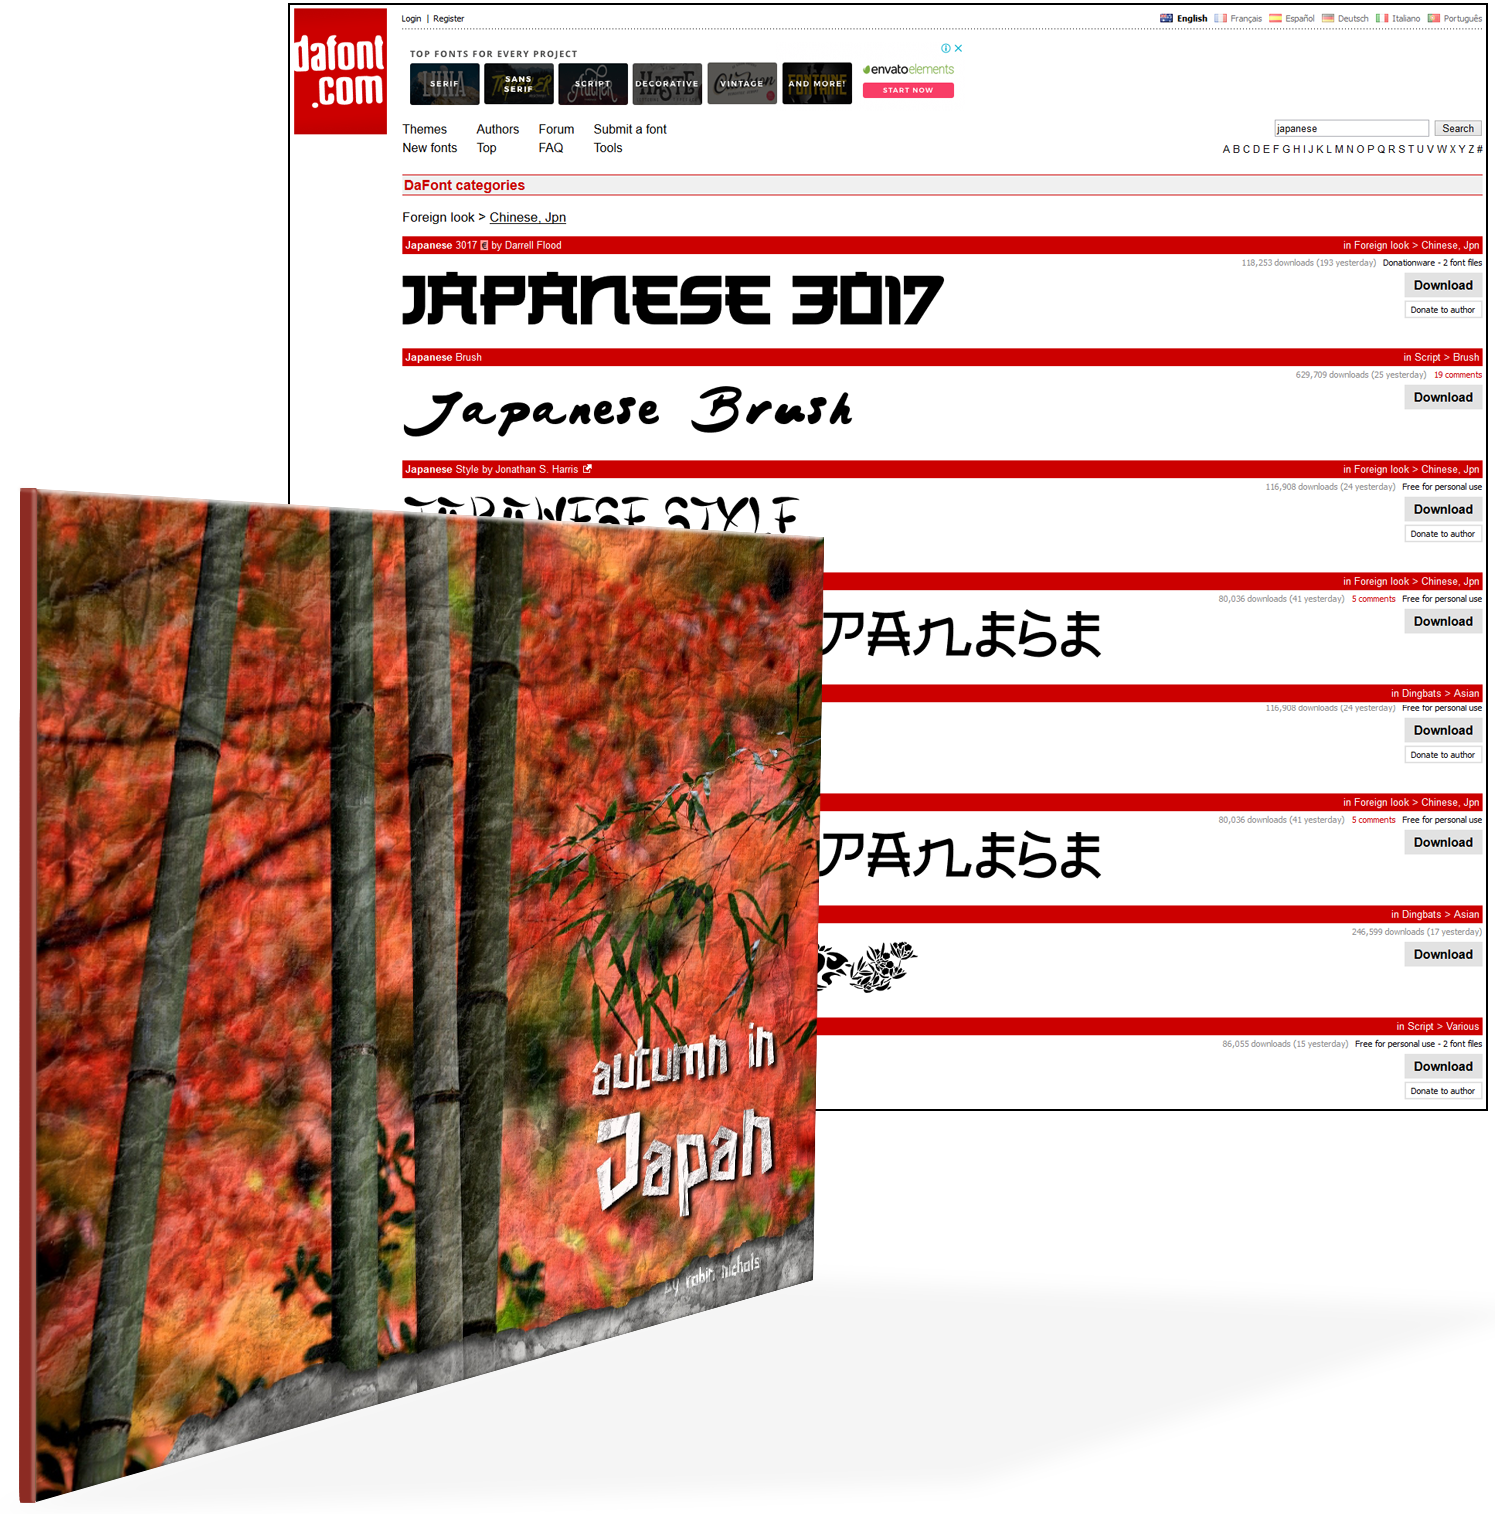 dafont
.com
Login | Register
English Français Español Deutsch Italiano Português
TOP FONTS FOR EVERY PROJECT
SERIF
SANS
SERIF
SCRIPT
DECORATIVE
VINTAGE
AND MORE!
envatoelements
START NOW
Themes Authors Forum Submit a font
New fonts Top FAQ Tools
japanese Search
A B C D E F G H I J K L M N O P Q R S T U V W X Y Z #
DaFont categories
Foreign look > Chinese, Jpn
Japanese 3017 € by Darrell Flood in Foreign look > Chinese, Jpn
118,253 downloads (193 yesterday) Donationware - 2 font files
JAPANESE 3017
Download
Donate to author
Japanese Brush in Script > Brush
629,709 downloads (25 yesterday) 19 comments
Japanese Brush
Download
Japanese Style by Jonathan S. Harris in Foreign look > Chinese, Jpn
116,908 downloads (24 yesterday) Free for personal use
JAPANESE STYLE
Download
Donate to author
in Foreign look > Chinese, Jpn
80,036 downloads (41 yesterday) 5 comments Free for personal use
Download
in Dingbats > Asian
116,908 downloads (24 yesterday) Free for personal use
Download
Donate to author
in Foreign look > Chinese, Jpn
80,036 downloads (41 yesterday) 5 comments Free for personal use
Download
in Dingbats > Asian
246,599 downloads (17 yesterday)
Download
in Script > Various
86,055 downloads (15 yesterday) Free for personal use - 2 font files
Download
Donate to author
autumn in
Japan
by robin nichols